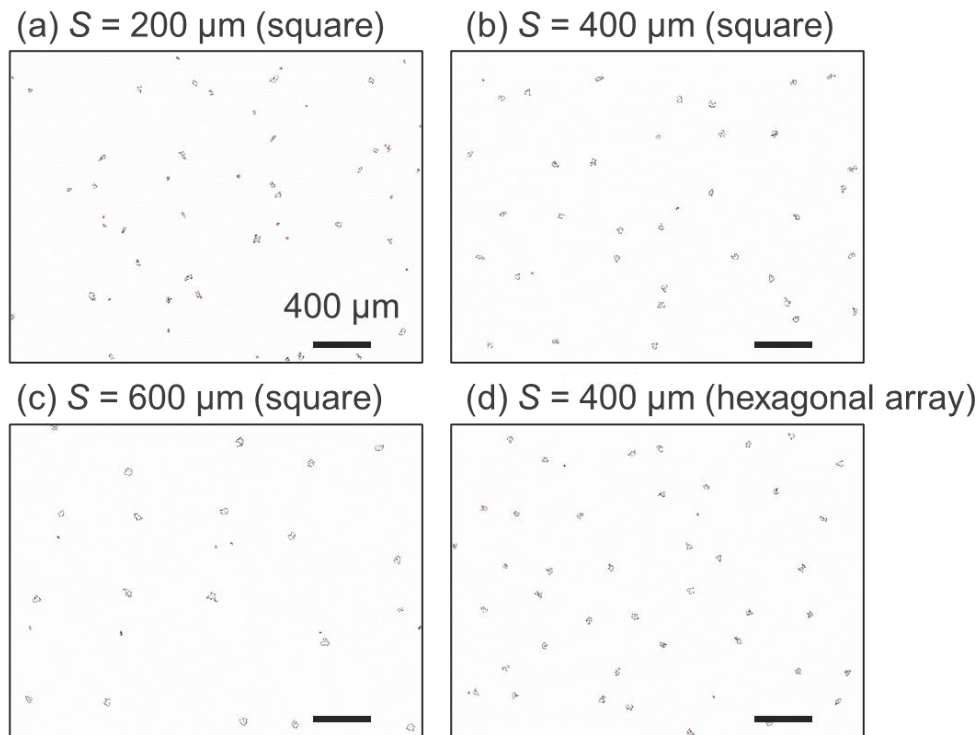 (a) S = 200 µm (square)
(b) S = 400 µm (square)
400 µm
(c) S = 600 µm (square)
(d) S = 400 µm (hexagonal array)